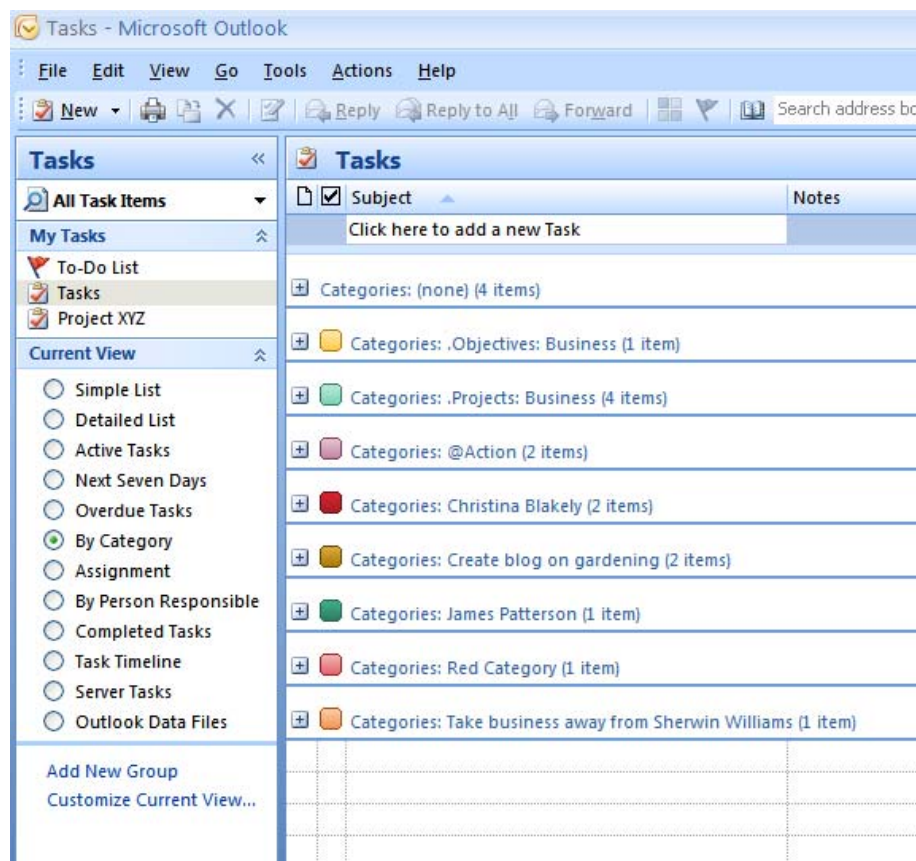 Tasks - Microsoft Outlook
File Edit View Go Tools Actions Help
New Reply Reply to All Forward Search address bo
Tasks «
All Task Items
My Tasks
To-Do List
Tasks
Project XYZ
Current View
Simple List
Detailed List
Active Tasks
Next Seven Days
Overdue Tasks
By Category
Assignment
By Person Responsible
Completed Tasks
Task Timeline
Server Tasks
Outlook Data Files
Add New Group
Customize Current View...
Tasks
Subject Notes
Click here to add a new Task
Categories: (none) (4 items)
Categories: .Objectives: Business (1 item)
Categories: .Projects: Business (4 items)
Categories: @Action (2 items)
Categories: Christina Blakely (2 items)
Categories: Create blog on gardening (2 items)
Categories: James Patterson (1 item)
Categories: Red Category (1 item)
Categories: Take business away from Sherwin Williams (1 item)